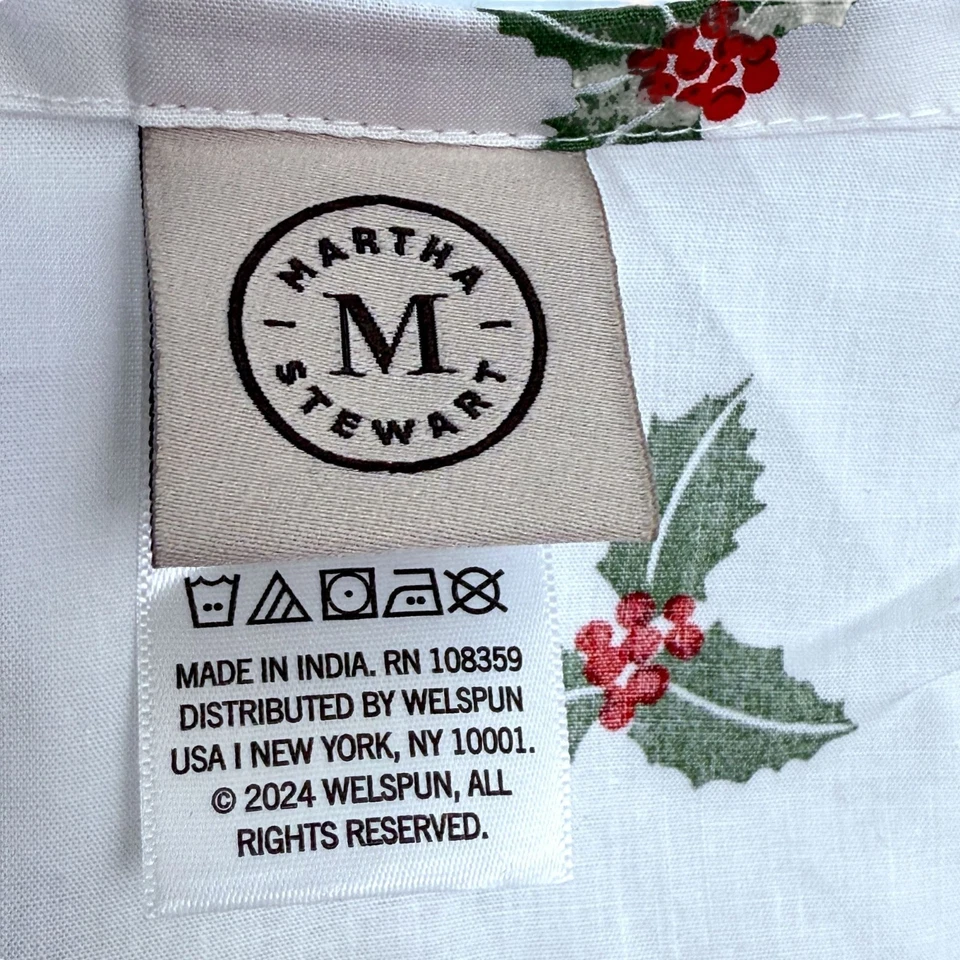 MARTHA
M
STEWART
MADE IN INDIA. RN 108359
DISTRIBUTED BY WELSPUN
USA I NEW YORK, NY 10001.
© 2024 WELSPUN, ALL
RIGHTS RESERVED.